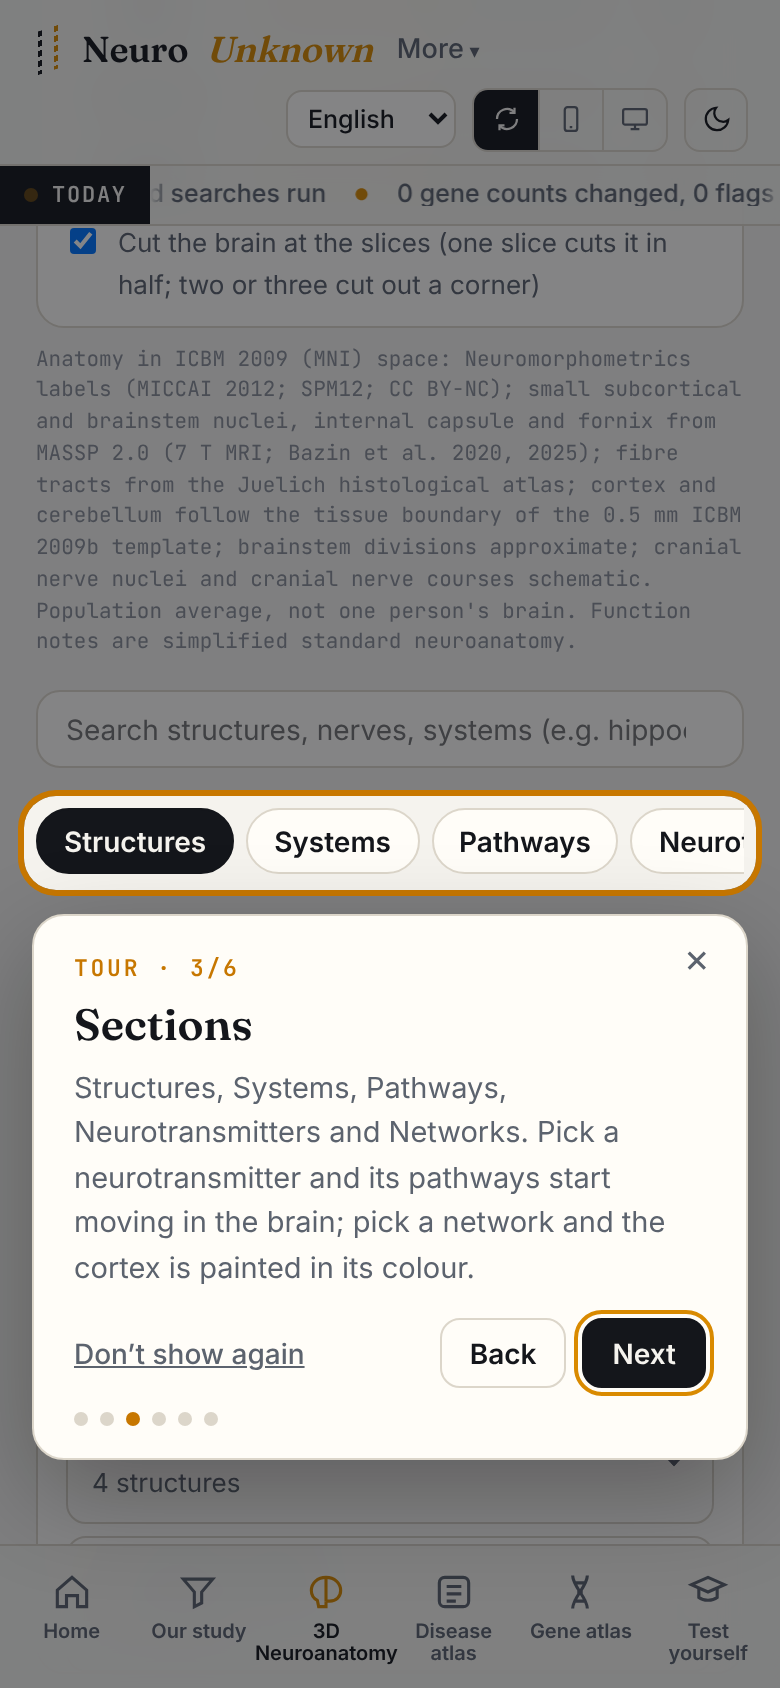 Neuro Unknown More ▾
English
TODAY d searches run • 0 gene counts changed, 0 flags
Cut the brain at the slices (one slice cuts it in
half; two or three cut out a corner)
Anatomy in ICBM 2009 (MNI) space: Neuromorphometrics
labels (MICCAI 2012; SPM12; CC BY-NC); small subcortical
and brainstem nuclei, internal capsule and fornix from
MASSP 2.0 (7 T MRI; Bazin et al. 2020, 2025); fibre
tracts from the Juelich histological atlas; cortex and
cerebellum follow the tissue boundary of the 0.5 mm ICBM
2009b template; brainstem divisions approximate; cranial
nerve nuclei and cranial nerve courses schematic.
Population average, not one person's brain. Function
notes are simplified standard neuroanatomy.
Search structures, nerves, systems (e.g. hippo
Structures Systems Pathways Neuro
TOUR · 3/6 ✕
Sections
Structures, Systems, Pathways,
Neurotransmitters and Networks. Pick a
neurotransmitter and its pathways start
moving in the brain; pick a network and the
cortex is painted in its colour.
Don’t show again Back Next
4 structures
Home Our study 3D Neuroanatomy Disease atlas Gene atlas Test yourself